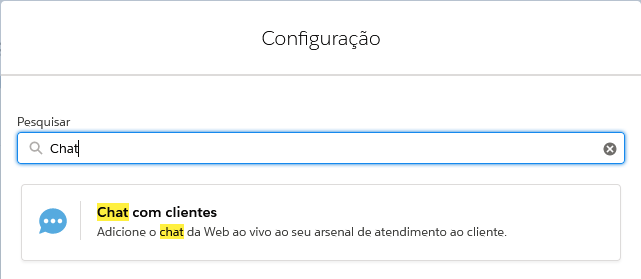 Configuração
Pesquisar
Chat
Chat com clientes
Adicione o chat da Web ao vivo ao seu arsenal de atendimento ao cliente.